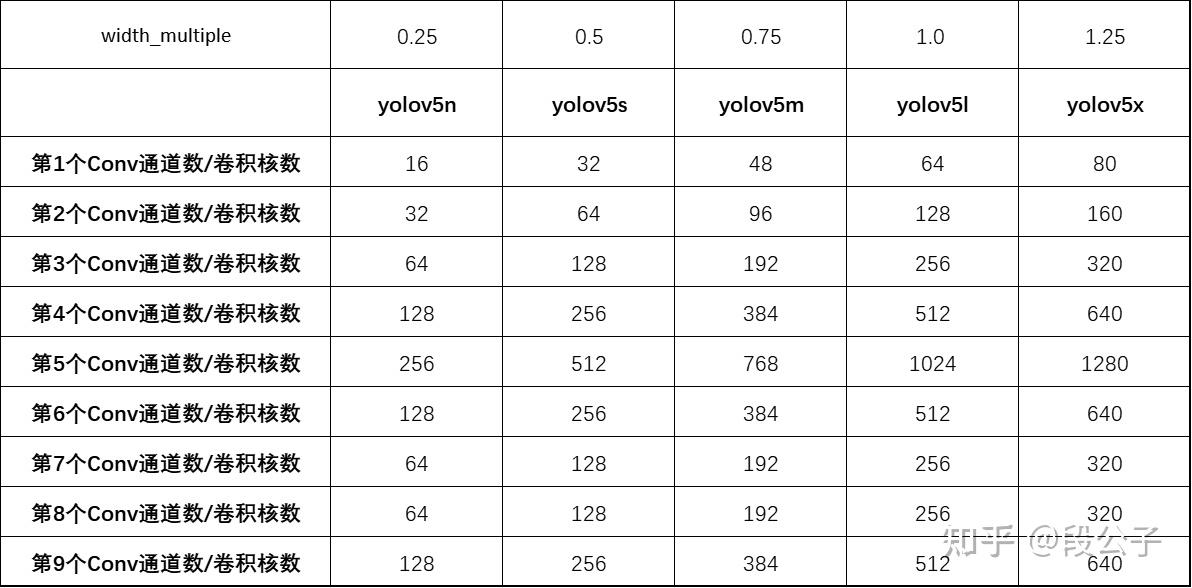 width_multiple 0.25 0.5 0.75 1.0 1.25
yolov5n yolov5s yolov5m yolov5l yolov5x
第1个Conv通道数/卷积核数 16 32 48 64 80
第2个Conv通道数/卷积核数 32 64 96 128 160
第3个Conv通道数/卷积核数 64 128 192 256 320
第4个Conv通道数/卷积核数 128 256 384 512 640
第5个Conv通道数/卷积核数 256 512 768 1024 1280
第6个Conv通道数/卷积核数 128 256 384 512 640
第7个Conv通道数/卷积核数 64 128 192 256 320
第8个Conv通道数/卷积核数 64 128 192 256 320
第9个Conv通道数/卷积核数 128 256 384 512 640
知乎 @段公子